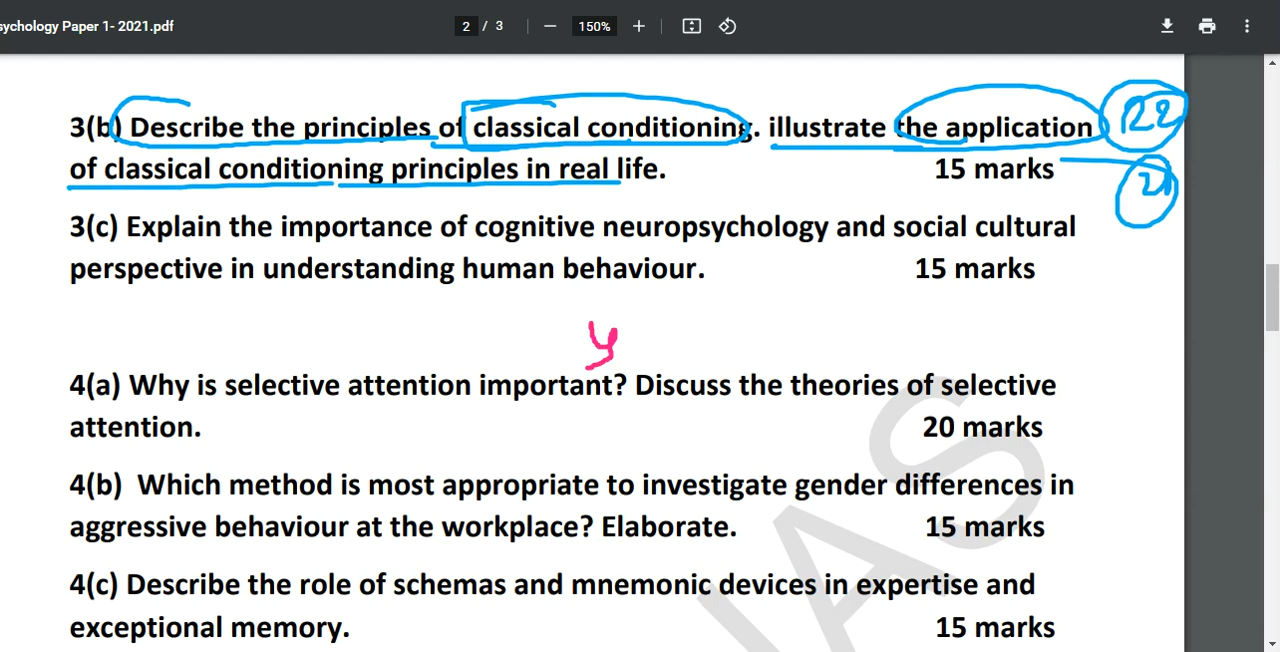 sychology Paper 1- 2021.pdf
2 / 3
150%
3(b) Describe the principles of classical conditioning. illustrate the application
22
of classical conditioning principles in real life. 15 marks
21
3(c) Explain the importance of cognitive neuropsychology and social cultural
perspective in understanding human behaviour. 15 marks
y
4(a) Why is selective attention important? Discuss the theories of selective
attention. 20 marks
4(b) Which method is most appropriate to investigate gender differences in
aggressive behaviour at the workplace? Elaborate. 15 marks
4(c) Describe the role of schemas and mnemonic devices in expertise and
exceptional memory. 15 marks
IAS